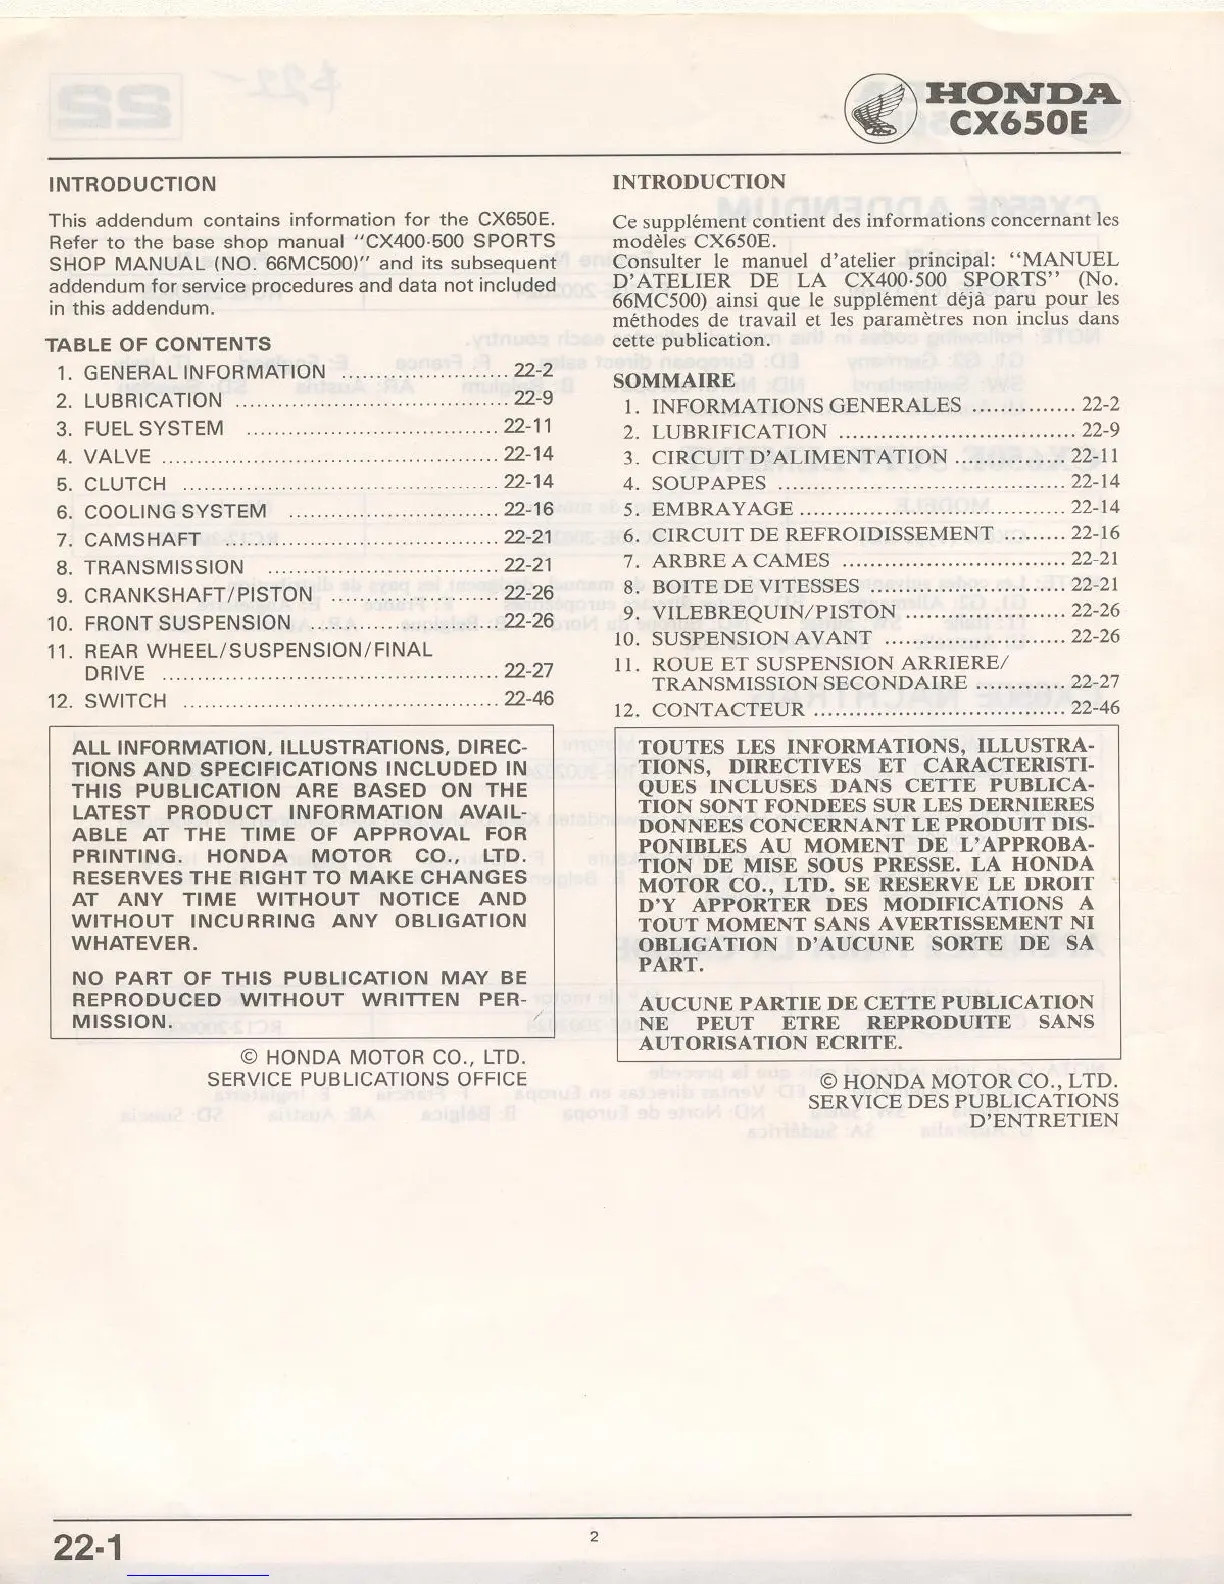 HONDA
CX650E
INTRODUCTION
This addendum contains information for the CX650E.
Refer to the base shop manual "CX400·500 SPORTS
SHOP MANUAL (NO. 66MC500)" and its subsequent
addendum for service procedures and data not included
in this addendum.
TABLE OF CONTENTS
1. GENERAL INFORMATION ........................ 22-2
2. LUBRICATION ....................................... 22-9
3. FUEL SYSTEM .................................... 22-11
4. VALVE ................................................ 22-14
5. CLUTCH ............................................. 22-14
6. COOLING SYSTEM .............................. 22-16
7. CAMSHAFT ........................................ 22-21
8. TRANSMISSION ................................. 22-21
9. CRANKSHAFT/PISTON ........................ 22-26
10. FRONT SUSPENSION ........................... 22-26
11. REAR WHEEL/SUSPENSION/FINAL
DRIVE ................................................ 22-27
12. SWITCH ............................................. 22-46
ALL INFORMATION, ILLUSTRATIONS, DIREC-
TIONS AND SPECIFICATIONS INCLUDED IN
THIS PUBLICATION ARE BASED ON THE
LATEST PRODUCT INFORMATION AVAIL-
ABLE AT THE TIME OF APPROVAL FOR
PRINTING. HONDA MOTOR CO., LTD.
RESERVES THE RIGHT TO MAKE CHANGES
AT ANY TIME WITHOUT NOTICE AND
WITHOUT INCURRING ANY OBLIGATION
WHATEVER.
NO PART OF THIS PUBLICATION MAY BE
REPRODUCED WITHOUT WRITTEN PER-
MISSION.
© HONDA MOTOR CO., LTD.
SERVICE PUBLICATIONS OFFICE
INTRODUCTION
Ce supplément contient des informations concernant les
modèles CX650E.
Consulter le manuel d'atelier principal: "MANUEL
D'ATELIER DE LA CX400·500 SPORTS" (No.
66MC500) ainsi que le supplément déjà paru pour les
méthodes de travail et les paramètres non inclus dans
cette publication.
SOMMAIRE
1. INFORMATIONS GENERALES ............... 22-2
2. LUBRIFICATION .................................. 22-9
3. CIRCUIT D'ALIMENTATION ............... 22-11
4. SOUPAPES ......................................... 22-14
5. EMBRAYAGE ...................................... 22-14
6. CIRCUIT DE REFROIDISSEMENT ......... 22-16
7. ARBRE A CAMES ................................ 22-21
8. BOITE DE VITESSES ............................ 22-21
9. VILEBREQUIN/PISTON ........................ 22-26
10. SUSPENSION AVANT .......................... 22-26
11. ROUE ET SUSPENSION ARRIERE/
TRANSMISSION SECONDAIRE ............. 22-27
12. CONTACTEUR .................................... 22-46
TOUTES LES INFORMATIONS, ILLUSTRA-
TIONS, DIRECTIVES ET CARACTERISTI-
QUES INCLUSES DANS CETTE PUBLICA-
TION SONT FONDEES SUR LES DERNIERES
DONNEES CONCERNANT LE PRODUIT DIS-
PONIBLES AU MOMENT DE L'APPROBA-
TION DE MISE SOUS PRESSE. LA HONDA
MOTOR CO., LTD. SE RESERVE LE DROIT
D'Y APPORTER DES MODIFICATIONS A
TOUT MOMENT SANS AVERTISSEMENT NI
OBLIGATION D'AUCUNE SORTE DE SA
PART.
AUCUNE PARTIE DE CETTE PUBLICATION
NE PEUT ETRE REPRODUITE SANS
AUTORISATION ECRITE.
© HONDA MOTOR CO., LTD.
SERVICE DES PUBLICATIONS
D'ENTRETIEN
22-1
2